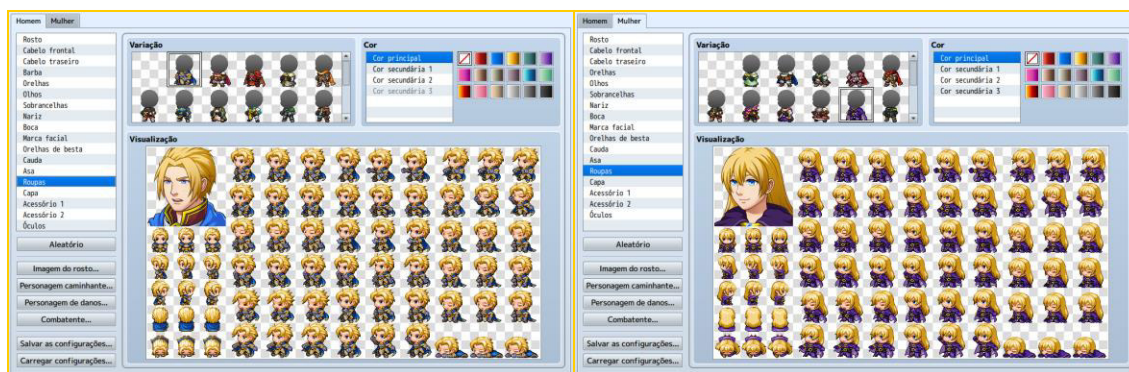 Homem Mulher
Rosto
Cabelo frontal
Cabelo traseiro
Barba
Orelhas
Olhos
Sobrancelhas
Nariz
Boca
Marca facial
Orelhas de besta
Cauda
Asa
Roupas
Capa
Acessório 1
Acessório 2
Óculos
Aleatório
Imagem do rosto...
Personagem caminhante...
Personagem de danos...
Combatente...
Salvar as configurações...
Carregar configurações...
Variação
Cor
Cor principal
Cor secundária 1
Cor secundária 2
Cor secundária 3
Visualização
Homem Mulher
Rosto
Cabelo frontal
Cabelo traseiro
Orelhas
Olhos
Sobrancelhas
Nariz
Boca
Marca facial
Orelhas de besta
Cauda
Asa
Roupas
Capa
Acessório 1
Acessório 2
Óculos
Aleatório
Imagem do rosto...
Personagem caminhante...
Personagem de danos...
Combatente...
Salvar as configurações...
Carregar configurações...
Variação
Cor
Cor principal
Cor secundária 1
Cor secundária 2
Cor secundária 3
Visualização